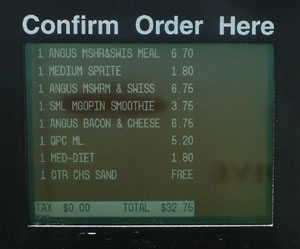 Confirm Order Here
1 ANGUS MSHR&SWIS MEAL 6.70
1 MEDIUM SPRITE 1.80
1 ANGUS MSHRM & SWISS 6.75
1 SML MGOPIN SMOOTHIE 3.75
1 ANGUS BACON & CHEESE 6.75
1 QPC ML 5.20
1 MED-DIET 1.80
1 QTR CHS SAND FREE
TAX $0.00 TOTAL $32.75